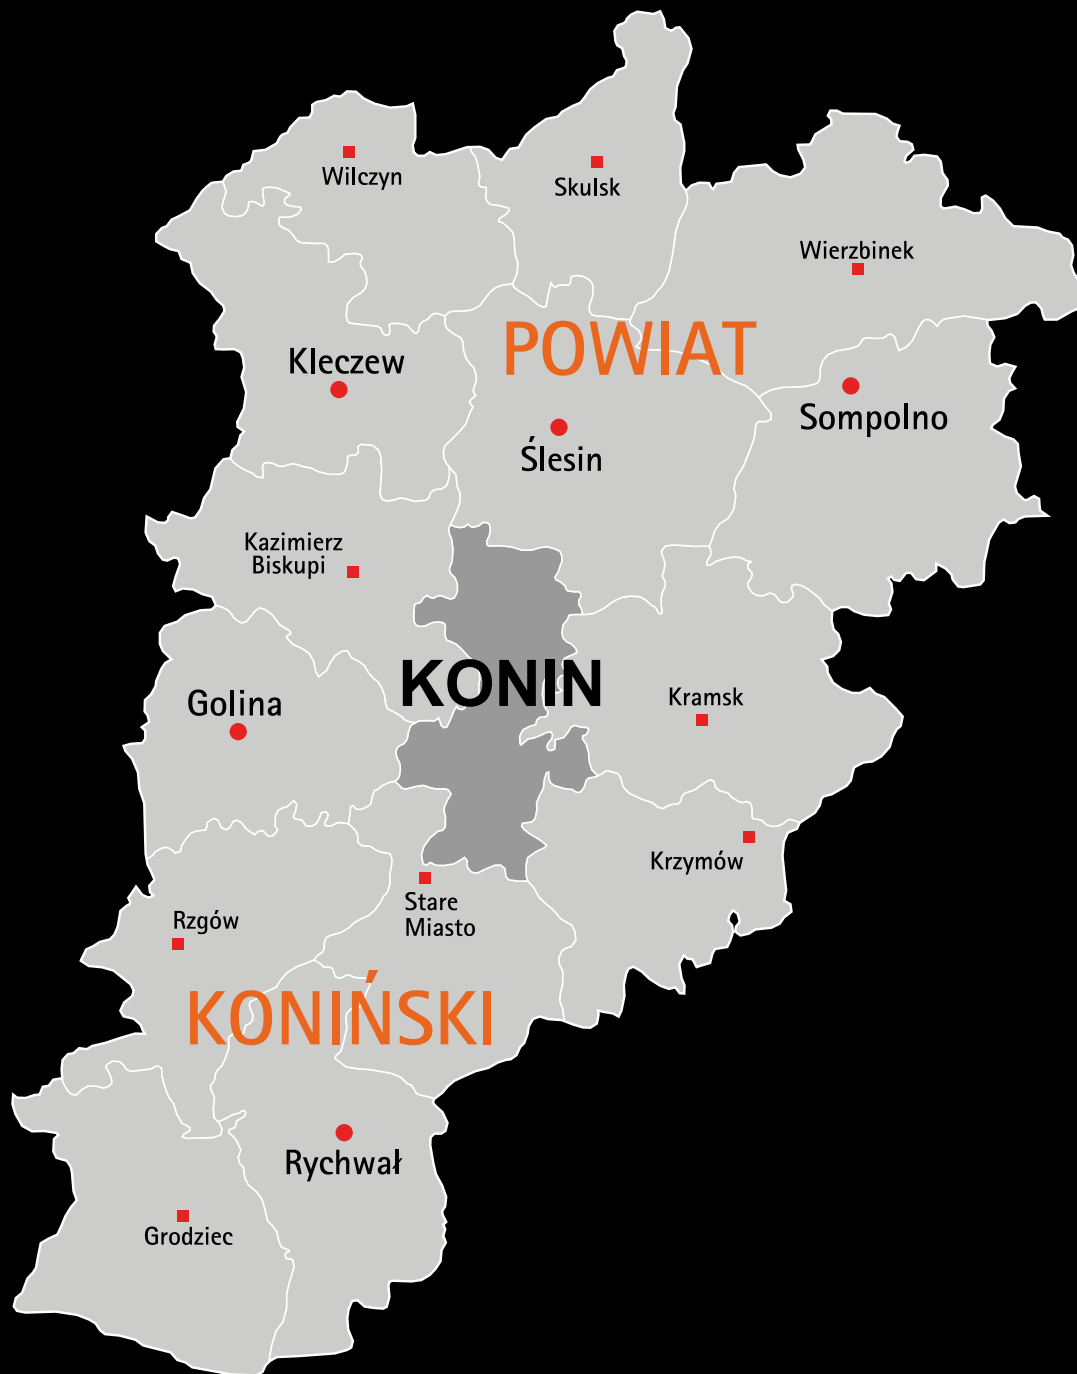 Wilczyn
Skulsk
Wierzbinek
POWIAT
Kleczew
Sompolno
Ślesin
Kazimierz
Biskupi
KONIN
Golina
Kramsk
Krzymów
Stare
Miasto
Rzgów
KONIŃSKI
Rychwał
Grodziec